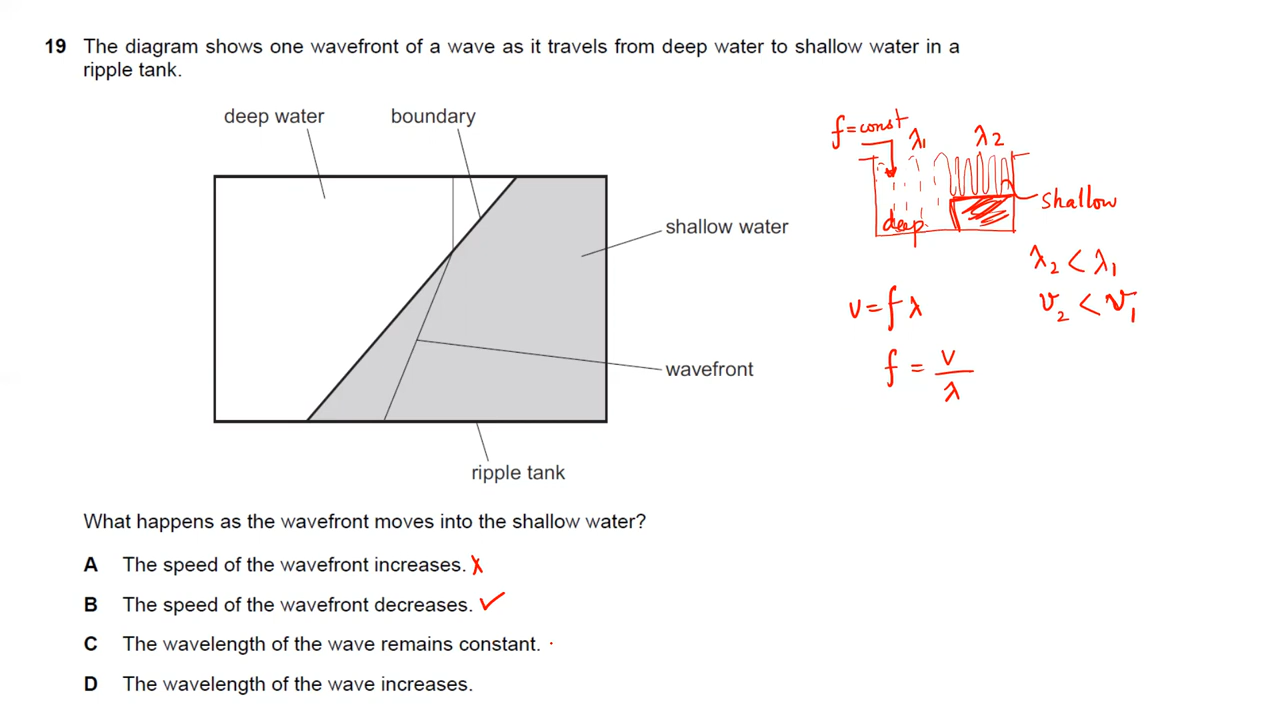 19 The diagram shows one wavefront of a wave as it travels from deep water to shallow water in a
ripple tank.
deep water
boundary
f=const
λ1
λ2
shallow
deep
shallow water
λ2 < λ1
v = f λ
v2 < v1
wavefront
f = v/λ
ripple tank
What happens as the wavefront moves into the shallow water?
A The speed of the wavefront increases. ✗
B The speed of the wavefront decreases. ✓
C The wavelength of the wave remains constant.
D The wavelength of the wave increases.